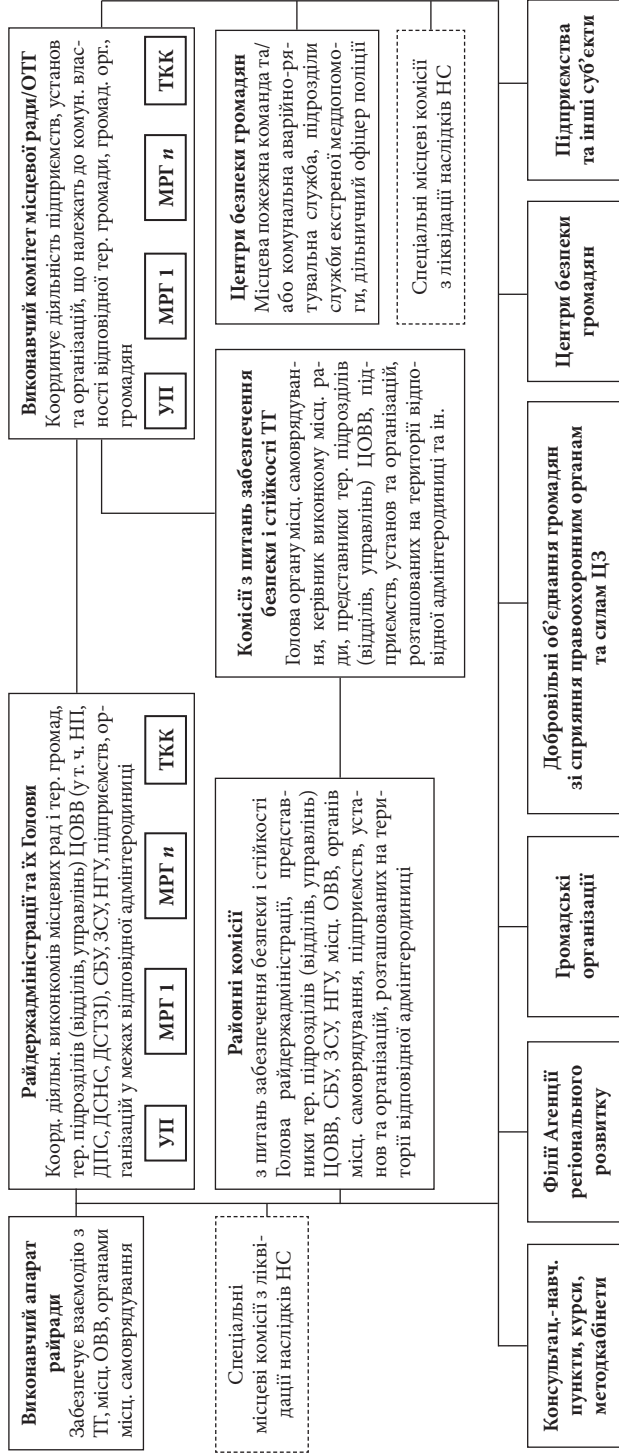 Виконавчий апарат
райради
Забезпечує взаємодію з
ТГ, місц. ОВВ, органами
місц. самоврядування
Райдержадміністрації та їх Голови
Коорд. діяльн. виконкомів місцевих рад і тер. громад,
тер. підрозділів (відділів, управлінь) ЦОВВ (у т. ч. НП,
ДПС, ДСНС, ДСТЗІ), СБУ, ЗСУ, НГУ, підприємств, ор-
ганізацій у межах відповідної адмінтеродиниці
УП
МРГ 1
МРГ n
ТКК
Виконавчий комітет місцевої ради/ОТГ
Координує діяльність підприємств, установ
та організацій, що належать до комун. влас-
ності відповідної тер. громади, громад. орг.,
громадян
УП
МРГ 1
МРГ n
ТКК
Спеціальні
місцеві комісії з лікві-
дації наслідків НС
Районні комісії
з питань забезпечення безпеки і стійкості
Голова райдержадміністрації, представ-
ники тер. підрозділів (відділів, управлінь)
ЦОВВ, СБУ, ЗСУ, НГУ, місц. ОВВ, органів
місц. самоврядування, підприємств, уста-
нов та організацій, розташованих на тери-
торії відповідної адмінтеродиниці
Комісії з питань забезпечення
безпеки і стійкості ТГ
Голова органу місц. самоврядуван-
ня, керівник виконкому місц. ра-
ди, представники тер. підрозділів
(відділів, управлінь) ЦОВВ, під-
приємств, установ та організацій,
розташованих на території відпо-
відної адмінтеродиниці та ін.
Центри безпеки громадян
Місцева пожежна команда та/
або комунальна аварійно-ря-
тувальна служба, підрозділи
служби екстреної меддопомо-
ги, дільничний офіцер поліції
Спеціальні місцеві комісії
з ліквідації наслідків НС
Консультац.-навч.
пункти, курси,
методкабінети
Філії Агенції
регіонального
розвитку
Громадські
організації
Добровільні об’єднання громадян
зі сприяння правоохоронним органам
та силам ЦЗ
Центри безпеки
громадян
Підприємства
та інші суб’єкти